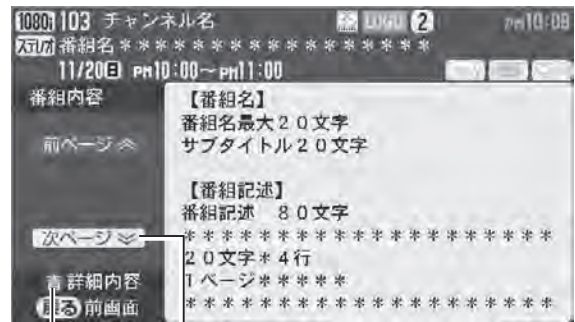 1080i 103 チャンネル名 2 PM10:09
ステレオ 番組名＊＊＊＊＊＊＊＊＊＊＊＊＊＊＊＊＊
11/20日 PM10:00～PM11:00
番組内容
前ページ
次ページ
青 詳細内容
戻る 前画面
【番組名】
番組名最大２０文字
サブタイトル２０文字
【番組記述】
番組記述　８０文字
＊＊＊＊＊＊＊＊＊＊＊＊＊＊＊＊＊＊＊＊
２０文字＊４行
１ページ＊＊＊＊＊
＊＊＊＊＊＊＊＊＊＊＊＊＊＊＊＊＊＊＊＊